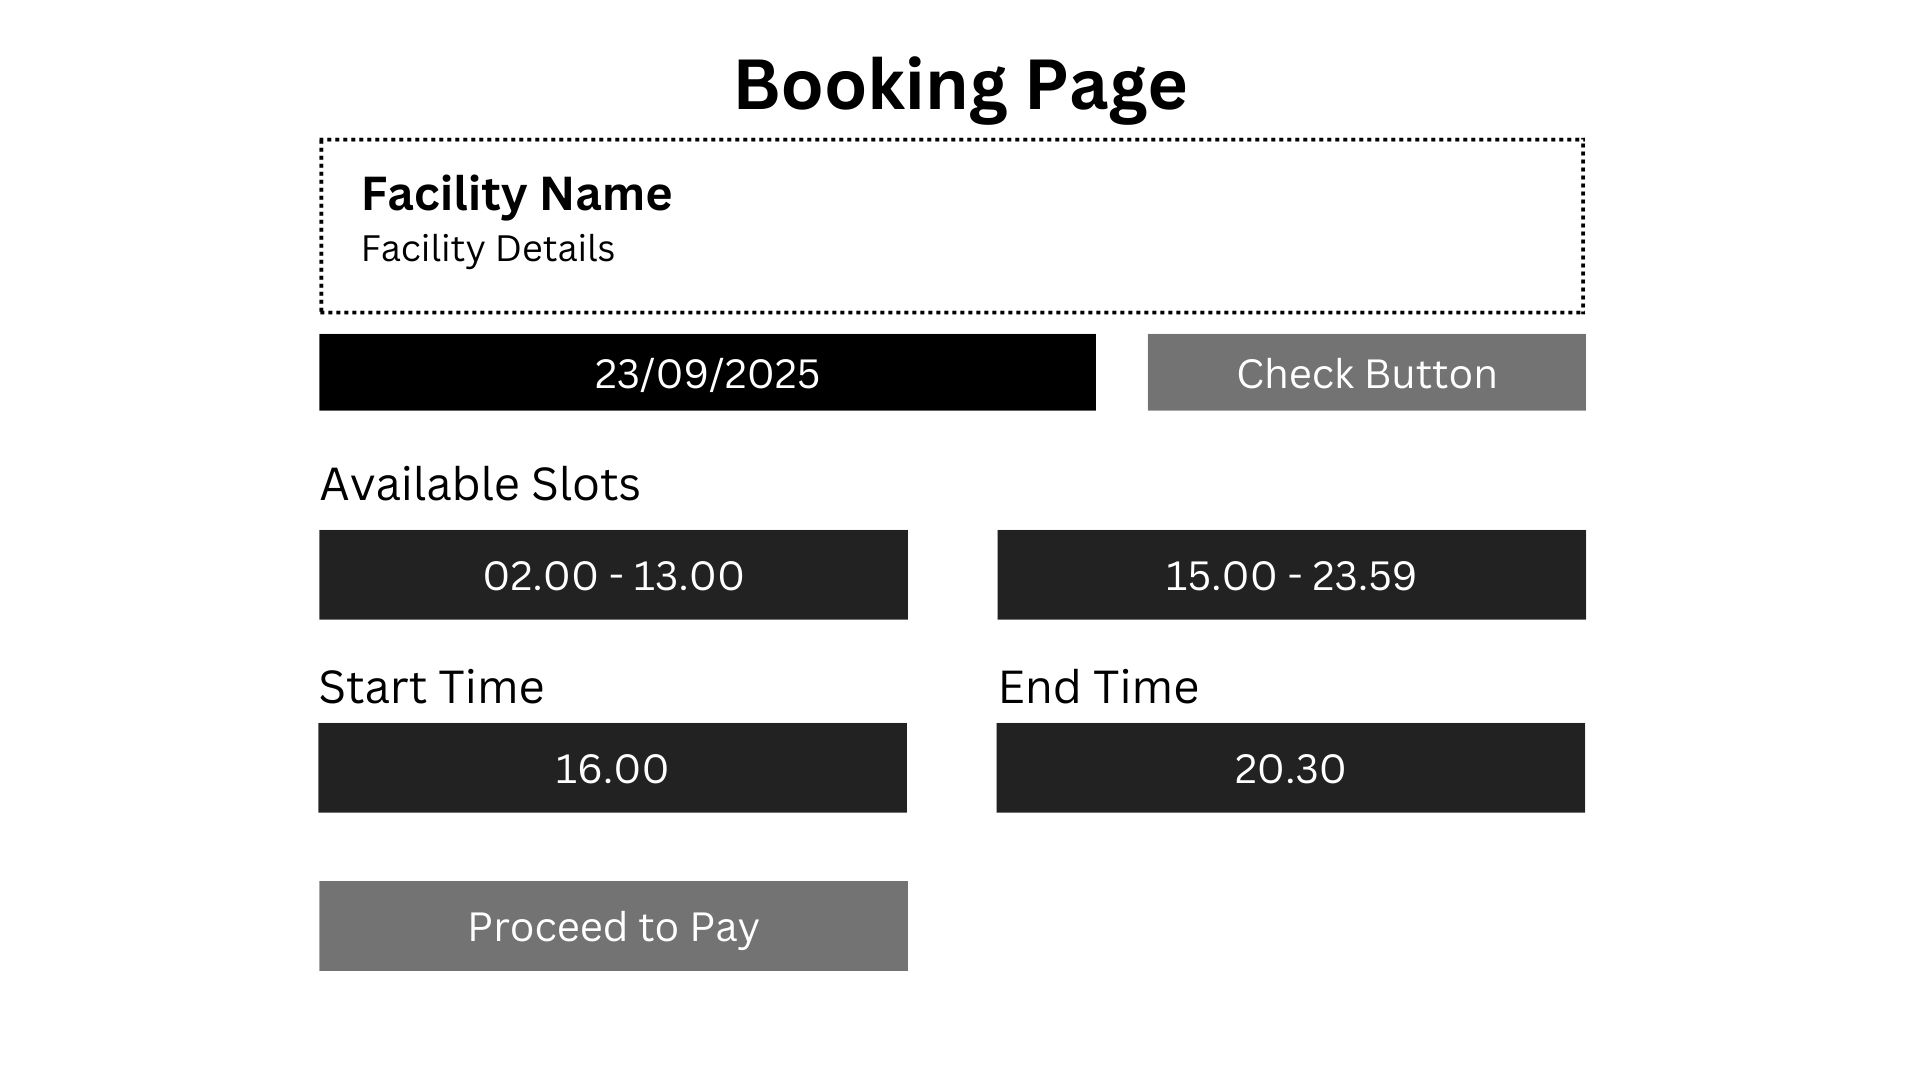 Booking Page
Facility Name
Facility Details
23/09/2025
Check Button
Available Slots
02.00 - 13.00
15.00 - 23.59
Start Time
End Time
16.00
20.30
Proceed to Pay